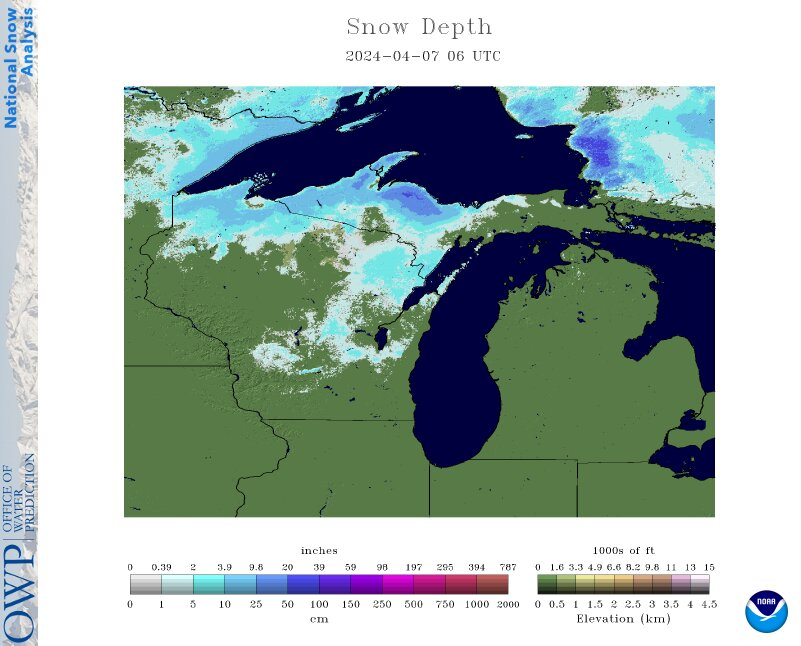 National Snow
Analysis
Snow Depth
2024-04-07 06 UTC
OWP
OFFICE OF
WATER
PREDICTION
inches
0 0.39 2 3.9 9.8 20 39 59 98 197 295 394 787
0 1 5 10 25 50 100 150 250 500 750 1000 2000
cm
1000s of ft
0 1.6 3.3 4.9 6.6 8.2 9.8 11 13 15
0 0.5 1 1.5 2 2.5 3 3.5 4 4.5
Elevation (km)
NOAA